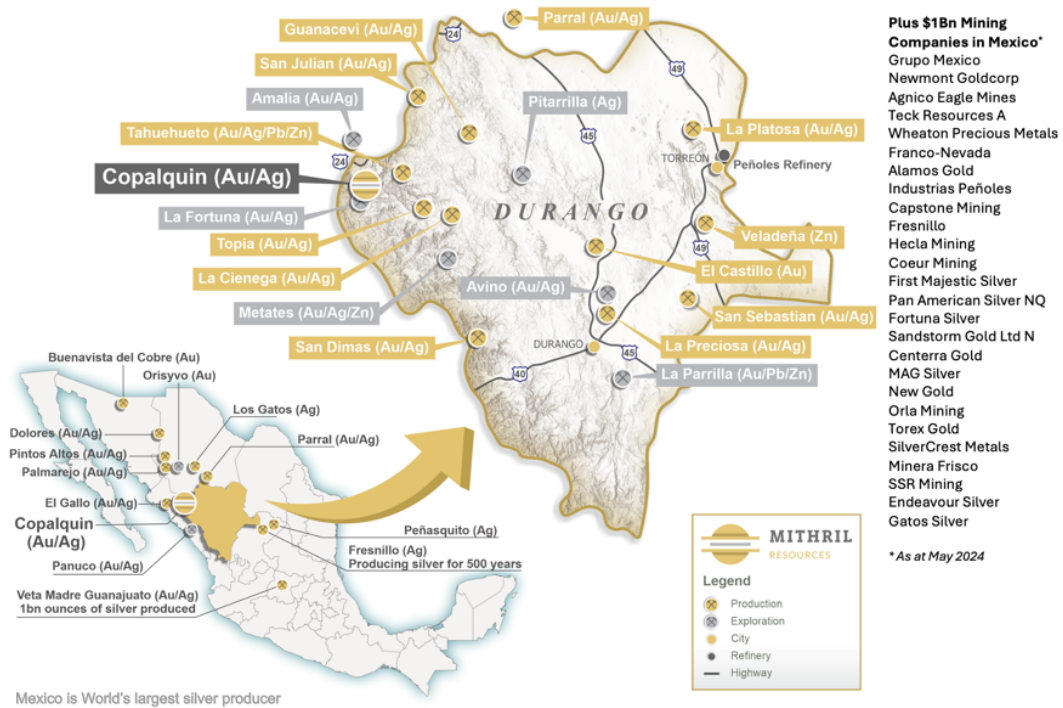 Guanacevi (Au/Ag)
San Julian (Au/Ag)
Amalia (Au/Ag)
Tahuehueto (Au/Ag/Pb/Zn)
Copalquin (Au/Ag)
La Fortuna (Au/Ag)
Topia (Au/Ag)
La Cienega (Au/Ag)
Metates (Au/Ag/Zn)
San Dimas (Au/Ag)
Parral (Au/Ag)
Pitarrilla (Ag)
La Platosa (Au/Ag)
TORREÓN
Peñoles Refinery
DURANGO
Veladeña (Zn)
El Castillo (Au)
Avino (Au/Ag)
San Sebastian (Au/Ag)
La Preciosa (Au/Ag)
DURANGO
La Parrilla (Au/Pb/Zn)
24
49
45
24
49
45
40
Buenavista del Cobre (Au)
Orisyvo (Au)
Los Gatos (Ag)
Dolores (Au/Ag)
Parral (Au/Ag)
Pintos Altos (Au/Ag)
Palmarejo (Au/Ag)
El Gallo (Au/Ag)
Copalquin
(Au/Ag)
Panuco (Au/Ag)
Peñasquito (Ag)
Fresnillo (Ag)
Producing silver for 500 years
Veta Madre Guanajuato (Au/Ag)
1bn ounces of silver produced
Mexico is World's largest silver producer
MITHRIL
RESOURCES
Legend
Production
Exploration
City
Refinery
Highway
Plus $1Bn Mining
Companies in Mexico*
Grupo Mexico
Newmont Goldcorp
Agnico Eagle Mines
Teck Resources A
Wheaton Precious Metals
Franco-Nevada
Alamos Gold
Industrias Peñoles
Capstone Mining
Fresnillo
Hecla Mining
Coeur Mining
First Majestic Silver
Pan American Silver NQ
Fortuna Silver
Sandstorm Gold Ltd N
Centerra Gold
MAG Silver
New Gold
Orla Mining
Torex Gold
SilverCrest Metals
Minera Frisco
SSR Mining
Endeavour Silver
Gatos Silver
*As at May 2024